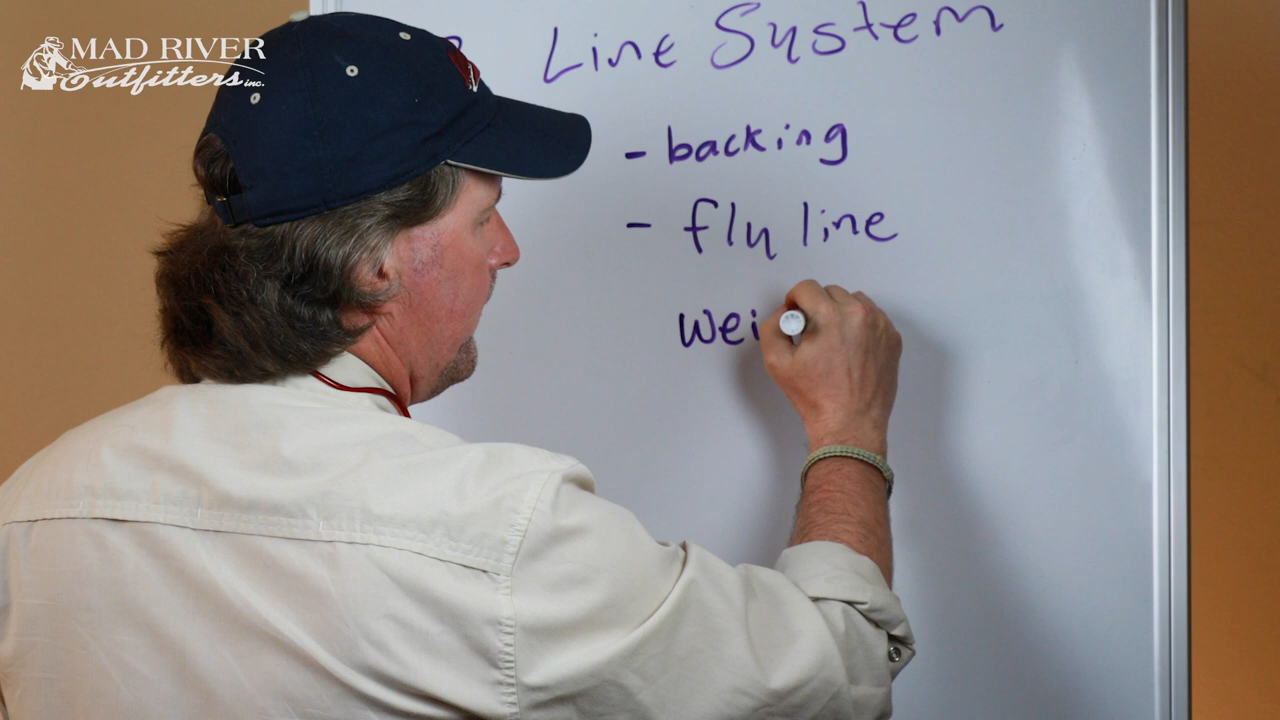 MAD RIVER
Outfitters inc.
Line System
- backing
- fly line
wei